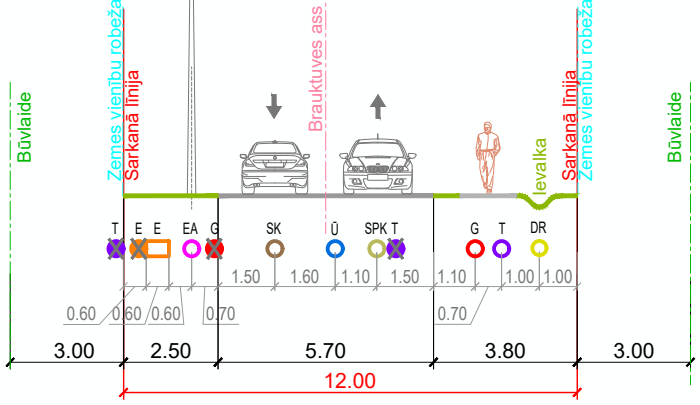 Būvlaide
Zemes vienību robeža
Sarkanā līnija
Brauktuves ass
Ievalka
Sarkanā līnija
Zemes vienību robeža
Būvlaide
T E E EA G SK Ū SPK T G T DR
1.50 1.60 1.10 1.50 1.10 1.00 1.00
0.60 0.60 0.60 0.70 0.70
3.00 2.50 5.70 3.80 3.00
12.00